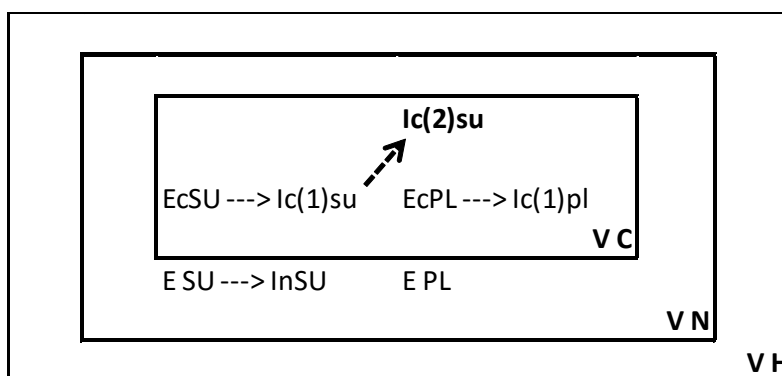 Ic(2)su
EcSU ---> Ic(1)su EcPL ---> Ic(1)pl
V C
E SU ---> InSU E PL
V N
V H